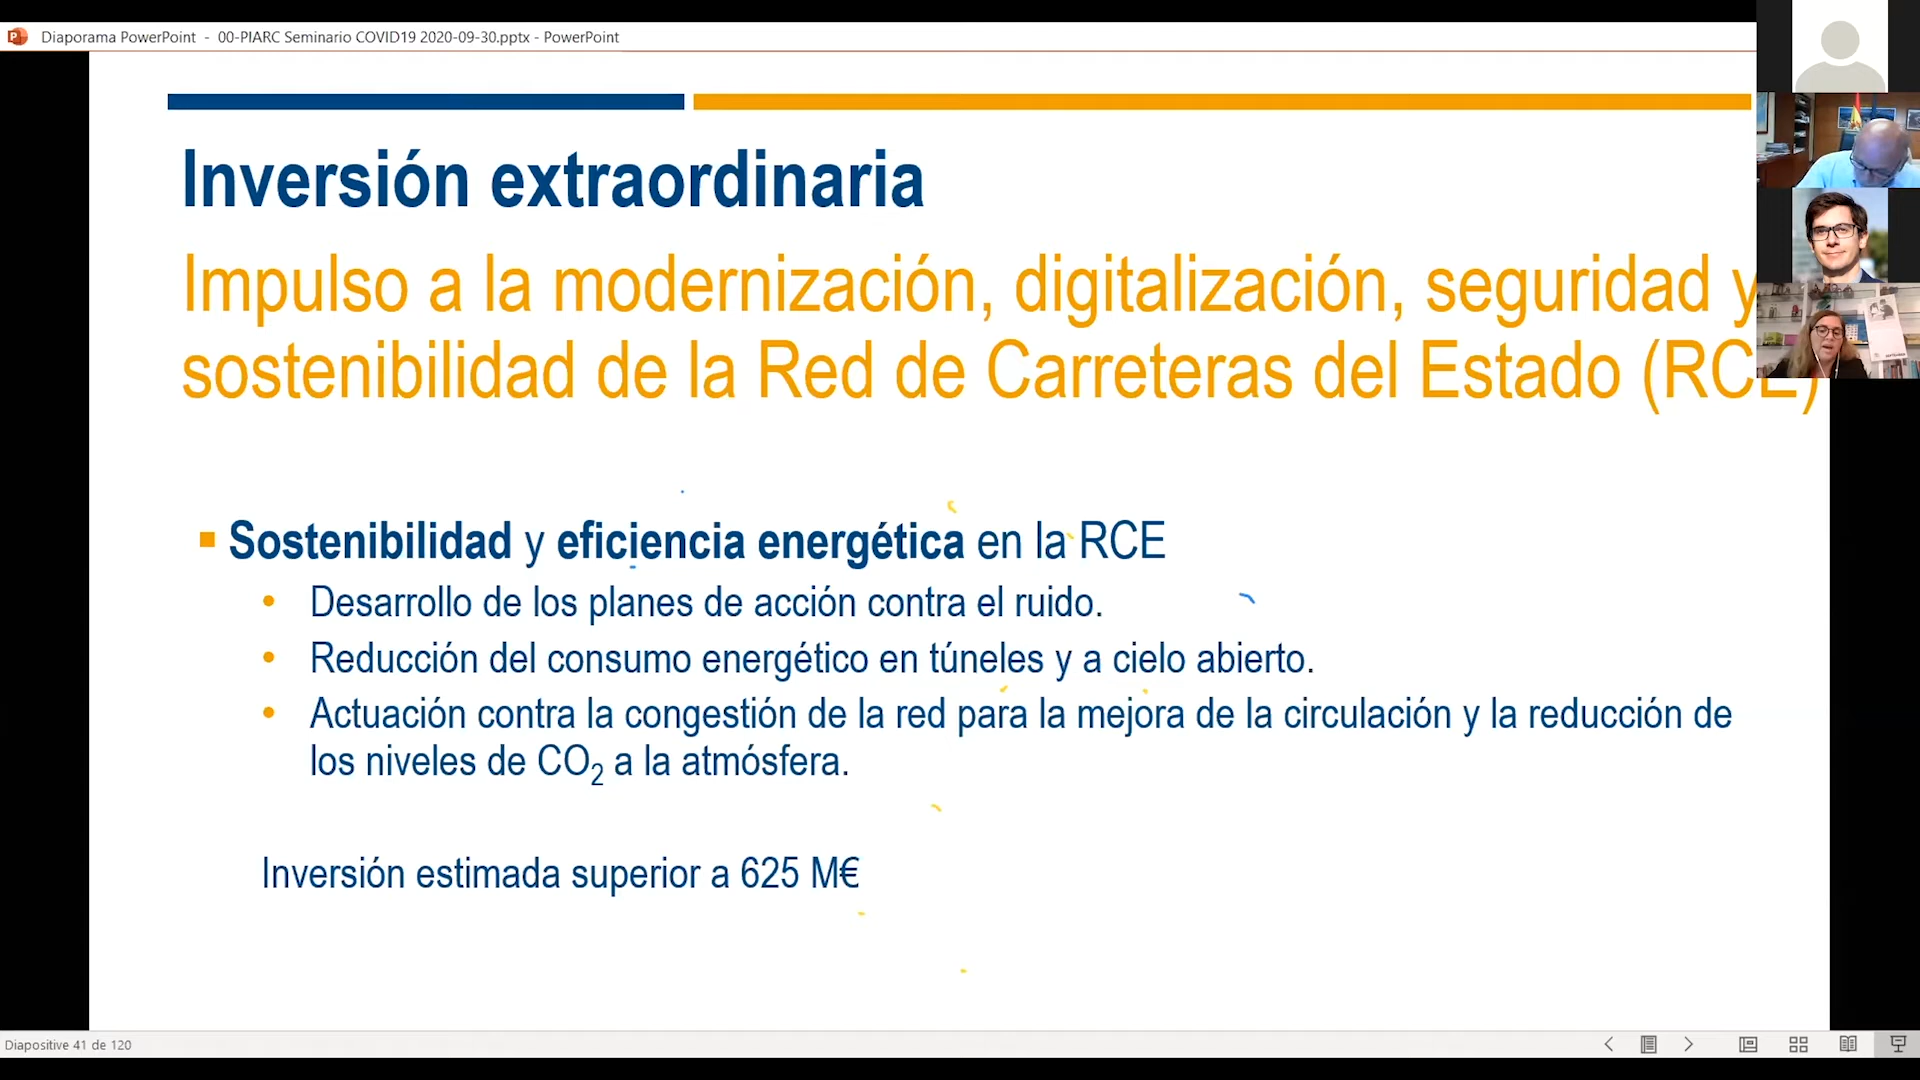 Diaporama PowerPoint - 00-PIARC Seminario COVID19 2020-09-30.pptx - PowerPoint
Inversión extraordinaria
Impulso a la modernización, digitalización, seguridad y
sostenibilidad de la Red de Carreteras del Estado (RCE)
Sostenibilidad y eficiencia energética en la RCE
• Desarrollo de los planes de acción contra el ruido.
• Reducción del consumo energético en túneles y a cielo abierto.
• Actuación contra la congestión de la red para la mejora de la circulación y la reducción de
los niveles de CO₂ a la atmósfera.
Inversión estimada superior a 625 M€
Diapositive 41 de 120